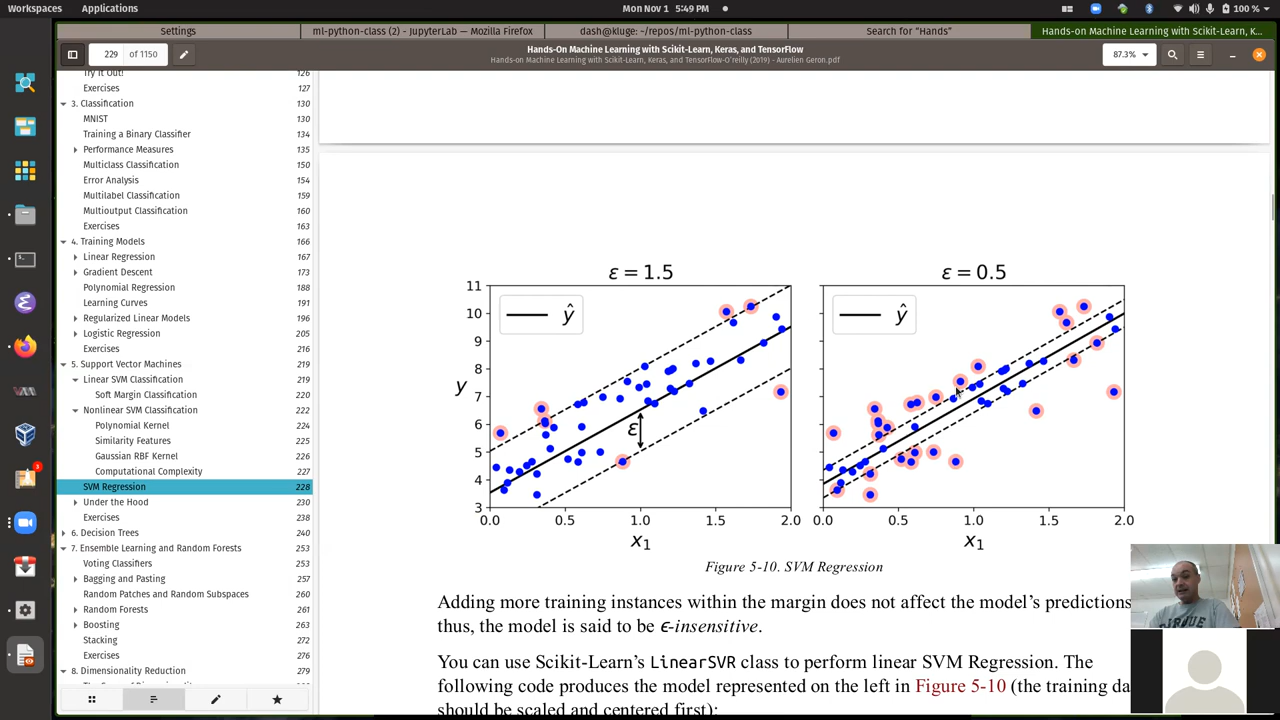 Workspaces Applications
Mon Nov 1 5:49 PM
100 %
Settings
ml-python-class (2) - JupyterLab — Mozilla Firefox
dash@kluge: ~/repos/ml-python-class
Search for "Hands"
Hands-On Machine Learning with Scikit-Learn, K...
229 of 1150
Hands-On Machine Learning with Scikit-Learn, Keras, and TensorFlow
Hands-on Machine Learning with Scikit-Learn, Keras, and TensorFlow-O'reilly (2019) - Aurelien Geron.pdf
87.3%
Try It Out! 126
Exercises 127
3. Classification 130
MNIST 130
Training a Binary Classifier 134
Performance Measures 135
Multiclass Classification 150
Error Analysis 154
Multilabel Classification 159
Multioutput Classification 160
Exercises 163
4. Training Models 166
Linear Regression 167
Gradient Descent 173
Polynomial Regression 188
Learning Curves 191
Regularized Linear Models 196
Logistic Regression 205
Exercises 216
5. Support Vector Machines 219
Linear SVM Classification 219
Soft Margin Classification 220
Nonlinear SVM Classification 222
Polynomial Kernel 224
Similarity Features 225
Gaussian RBF Kernel 226
Computational Complexity 227
SVM Regression 228
Under the Hood 230
Exercises 238
6. Decision Trees 240
7. Ensemble Learning and Random Forests 253
Voting Classifiers 253
Bagging and Pasting 257
Random Patches and Random Subspaces 260
Random Forests 261
Boosting 263
Stacking 272
Exercises 276
8. Dimensionality Reduction 279
ε = 1.5
ŷ
11
10
9
8
7
6
5
4
3
y
ε
0.0 0.5 1.0 1.5 2.0
x₁
ε = 0.5
ŷ
0.0 0.5 1.0 1.5 2.0
x₁
Figure 5-10. SVM Regression
Adding more training instances within the margin does not affect the model's predictions
thus, the model is said to be ϵ-insensitive.
You can use Scikit-Learn's LinearSVR class to perform linear SVM Regression. The
following code produces the model represented on the left in Figure 5-10 (the training da
should be scaled and centered first):
3